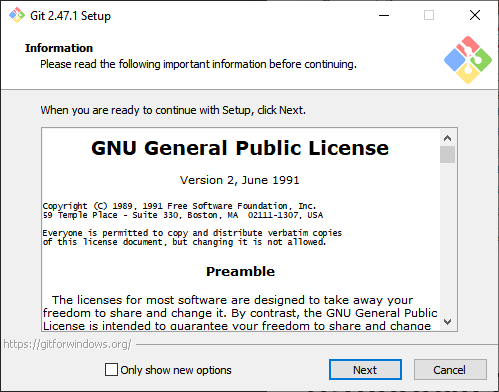 Git 2.47.1 Setup
Information
Please read the following important information before continuing.
When you are ready to continue with Setup, click Next.
GNU General Public License
Version 2, June 1991
Copyright (C) 1989, 1991 Free Software Foundation, Inc.
59 Temple Place - Suite 330, Boston, MA  02111-1307, USA
Everyone is permitted to copy and distribute verbatim copies
of this license document, but changing it is not allowed.
Preamble
The licenses for most software are designed to take away your
freedom to share and change it. By contrast, the GNU General Public
License is intended to guarantee your freedom to share and change
https://gitforwindows.org/
Only show new options
Next
Cancel